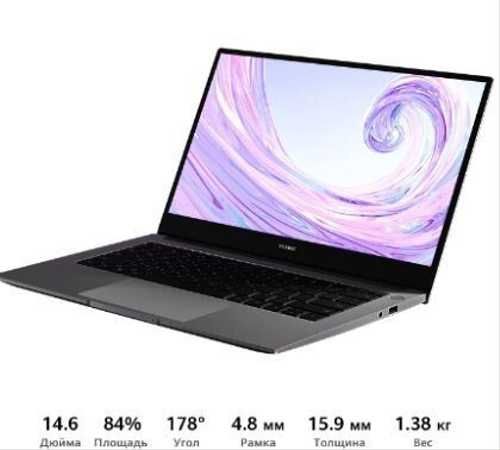 HUAWEI
14.6 84% 178° 4.8 мм 15.9 мм 1.38 кг
Дюйма Площадь Угол Рамка Толщина Вес